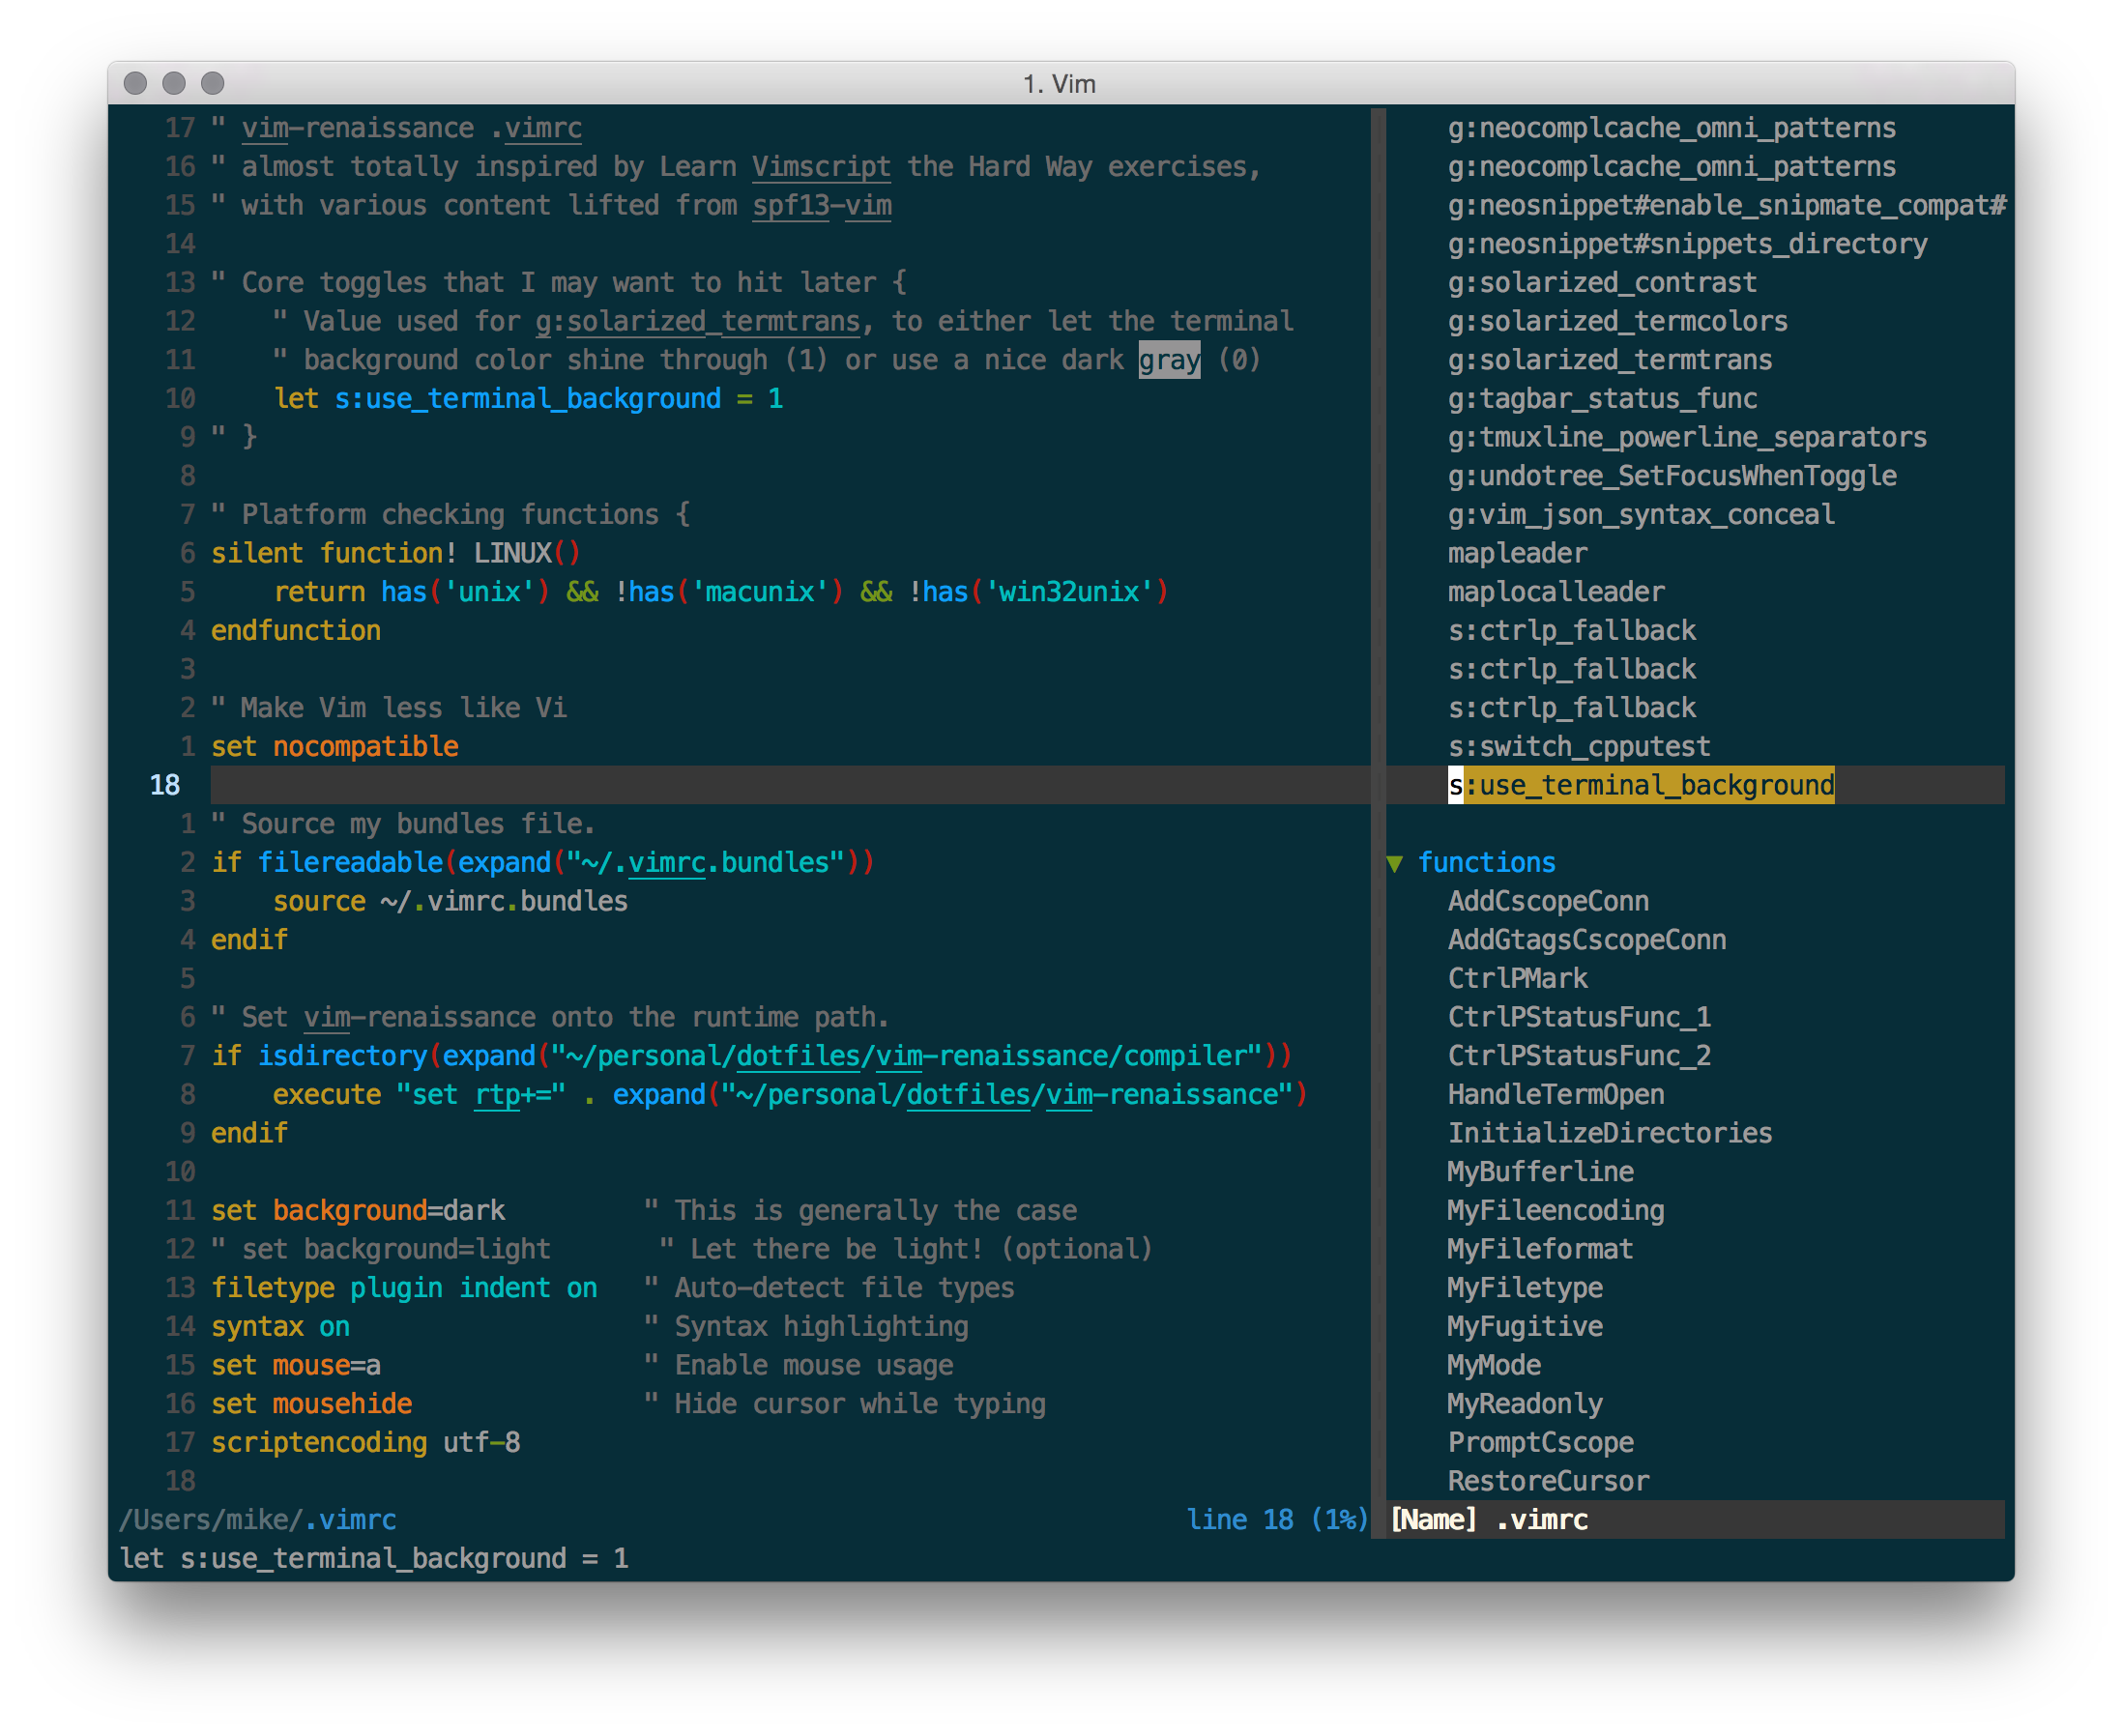 1. Vim
17 " vim-renaissance .vimrc
16 " almost totally inspired by Learn Vimscript the Hard Way exercises,
15 " with various content lifted from spf13-vim
14
13 " Core toggles that I may want to hit later {
12     " Value used for g:solarized_termtrans, to either let the terminal
11     " background color shine through (1) or use a nice dark gray (0)
10     let s:use_terminal_background = 1
9 " }
8
7 " Platform checking functions {
6 silent function! LINUX()
5     return has('unix') && !has('macunix') && !has('win32unix')
4 endfunction
3
2 " Make Vim less like Vi
1 set nocompatible
18
1 " Source my bundles file.
2 if filereadable(expand("~/.vimrc.bundles"))
3     source ~/.vimrc.bundles
4 endif
5
6 " Set vim-renaissance onto the runtime path.
7 if isdirectory(expand("~/personal/dotfiles/vim-renaissance/compiler"))
8     execute "set rtp+=" . expand("~/personal/dotfiles/vim-renaissance")
9 endif
10
11 set background=dark         " This is generally the case
12 " set background=light       " Let there be light! (optional)
13 filetype plugin indent on   " Auto-detect file types
14 syntax on                   " Syntax highlighting
15 set mouse=a                 " Enable mouse usage
16 set mousehide               " Hide cursor while typing
17 scriptencoding utf-8
18
/Users/mike/.vimrc line 18 (1%)
let s:use_terminal_background = 1
g:neocomplcache_omni_patterns
g:neocomplcache_omni_patterns
g:neosnippet#enable_snipmate_compat#
g:neosnippet#snippets_directory
g:solarized_contrast
g:solarized_termcolors
g:solarized_termtrans
g:tagbar_status_func
g:tmuxline_powerline_separators
g:undotree_SetFocusWhenToggle
g:vim_json_syntax_conceal
mapleader
maplocalleader
s:ctrlp_fallback
s:ctrlp_fallback
s:ctrlp_fallback
s:switch_cpputest
s:use_terminal_background
▼ functions
AddCscopeConn
AddGtagsCscopeConn
CtrlPMark
CtrlPStatusFunc_1
CtrlPStatusFunc_2
HandleTermOpen
InitializeDirectories
MyBufferline
MyFileencoding
MyFileformat
MyFiletype
MyFugitive
MyMode
MyReadonly
PromptCscope
RestoreCursor
[Name] .vimrc